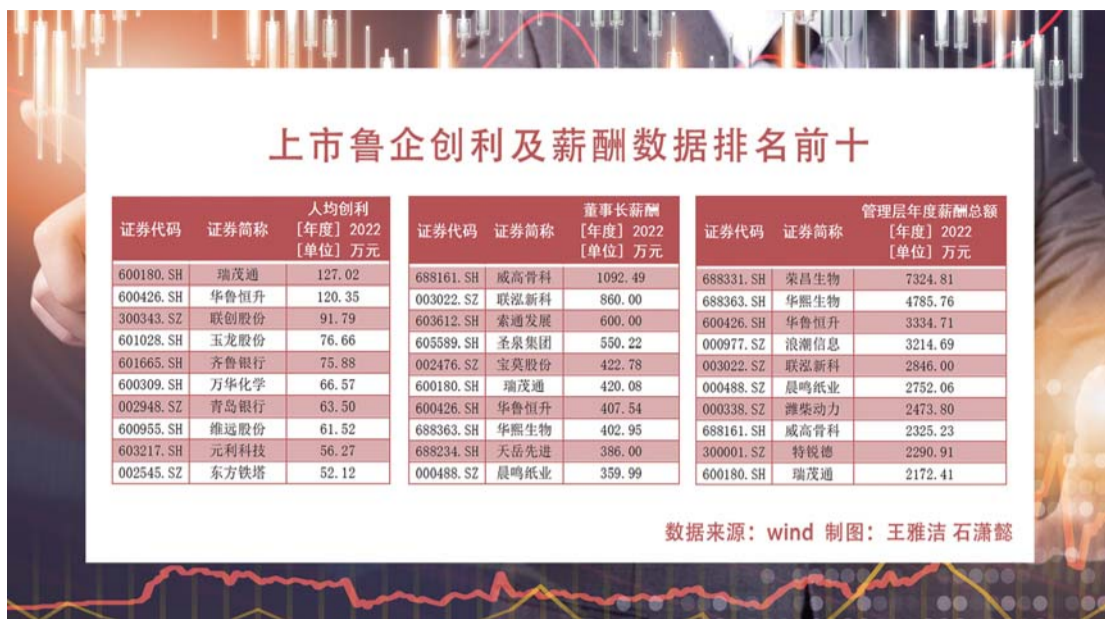 上市鲁企创利及薪酬数据排名前十
证券代码 证券简称 人均创利
[年度] 2022
[单位] 万元
600180.SH 瑞茂通 127.02
600426.SH 华鲁恒升 120.35
300343.SZ 联创股份 91.79
601028.SH 玉龙股份 76.66
601665.SH 齐鲁银行 75.88
600309.SH 万华化学 66.57
002948.SZ 青岛银行 63.50
600955.SH 维远股份 61.52
603217.SH 元利科技 56.27
002545.SZ 东方铁塔 52.12
证券代码 证券简称 董事长薪酬
[年度] 2022
[单位] 万元
688161.SH 威高骨科 1092.49
003022.SZ 联泓新科 860.00
603612.SH 索通发展 600.00
605589.SH 圣泉集团 550.22
002476.SZ 宝莫股份 422.78
600180.SH 瑞茂通 420.08
600426.SH 华鲁恒升 407.54
688363.SH 华熙生物 402.95
688234.SH 天岳先进 386.00
000488.SZ 晨鸣纸业 359.99
证券代码 证券简称 管理层年度薪酬总额
[年度] 2022
[单位] 万元
688331.SH 荣昌生物 7324.81
688363.SH 华熙生物 4785.76
600426.SH 华鲁恒升 3334.71
000977.SZ 浪潮信息 3214.69
003022.SZ 联泓新科 2846.00
000488.SZ 晨鸣纸业 2752.06
000338.SZ 潍柴动力 2473.80
688161.SH 威高骨科 2325.23
300001.SZ 特锐德 2290.91
600180.SH 瑞茂通 2172.41
数据来源：wind 制图：王雅洁 石潇懿